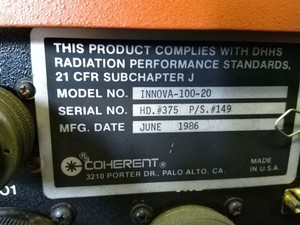 THIS PRODUCT COMPLIES WITH DHHS
RADIATION PERFORMANCE STANDARDS,
21 CFR SUBCHAPTER J
MODEL NO. INNOVA-100-20
SERIAL NO. HD.#375 P/S.#149
MFG. DATE JUNE 1986
COHERENT
3210 PORTER DR., PALO ALTO, CA.
MADE IN
U.S.A.
01